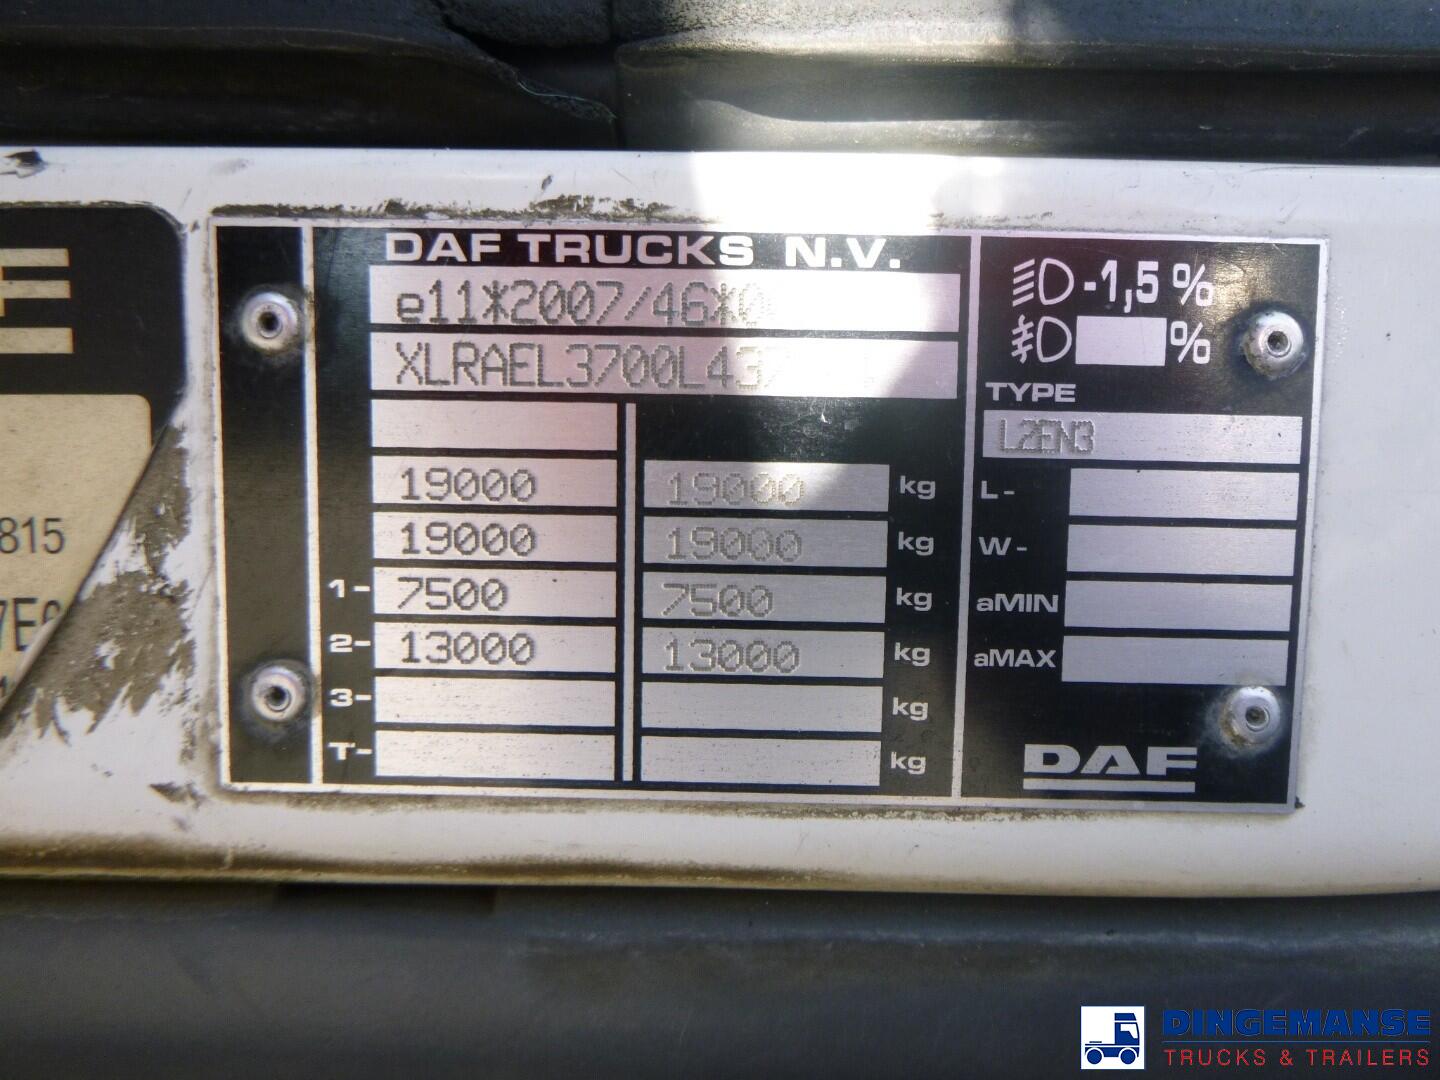 DAF TRUCKS N.V.
e11*2007/46*0
XLRAEL3700L43
19000 19000 kg
19000 19000 kg
1- 7500 7500 kg
2- 13000 13000 kg
3- kg
T- kg
-1,5 %
%
TYPE
L2EN3
L-
W-
aMIN
aMAX
DAF
815
DINGEMANSE
TRUCKS & TRAILERS